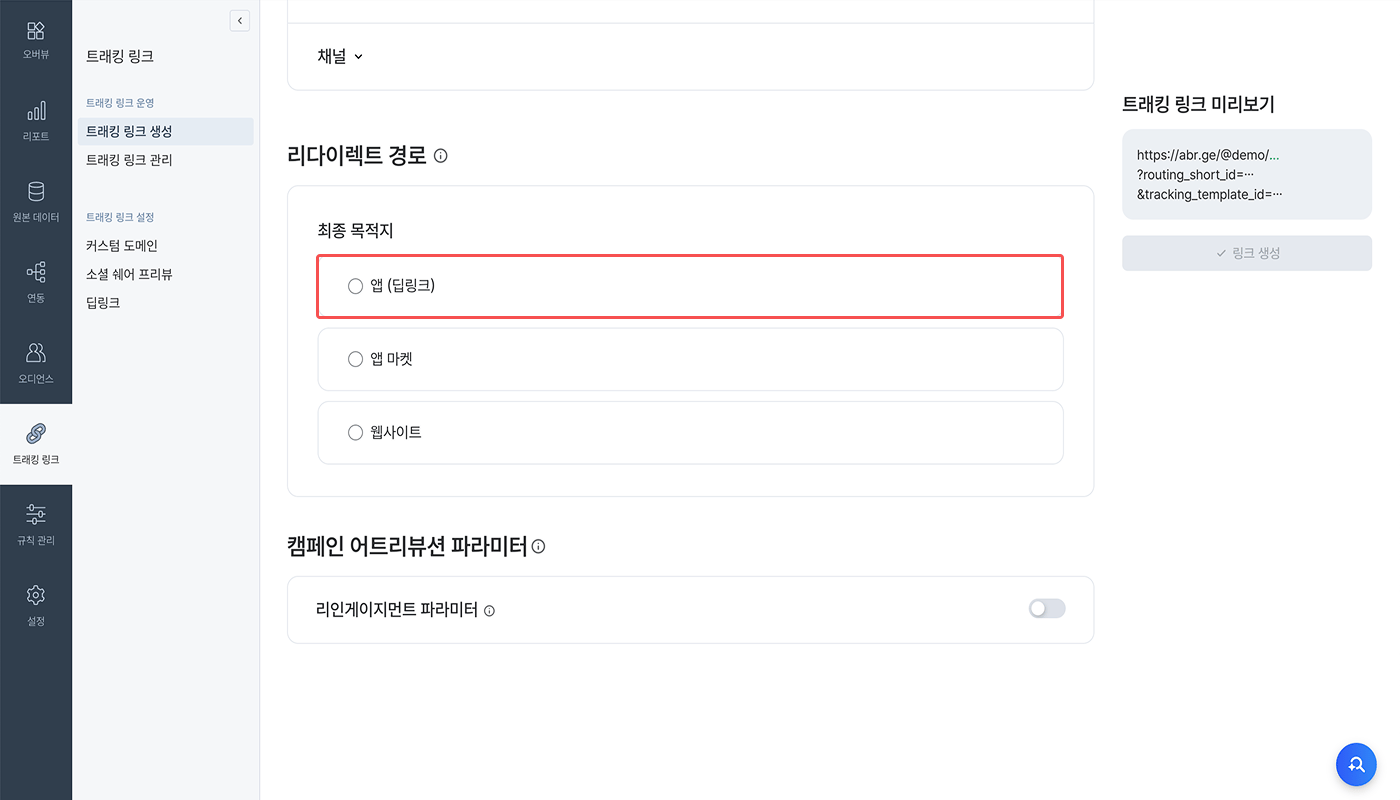 오버뷰
리포트
원본 데이터
연동
오디언스
트래킹 링크
규칙 관리
설정
트래킹 링크
트래킹 링크 운영
트래킹 링크 생성
트래킹 링크 관리
트래킹 링크 설정
커스텀 도메인
소셜 쉐어 프리뷰
딥링크
채널
리다이렉트 경로
최종 목적지
앱 (딥링크)
앱 마켓
웹사이트
캠페인 어트리뷰션 파라미터
리인게이지먼트 파라미터
트래킹 링크 미리보기
https://abr.ge/@demo/...
?routing_short_id=···
&tracking_template_id=···
링크 생성